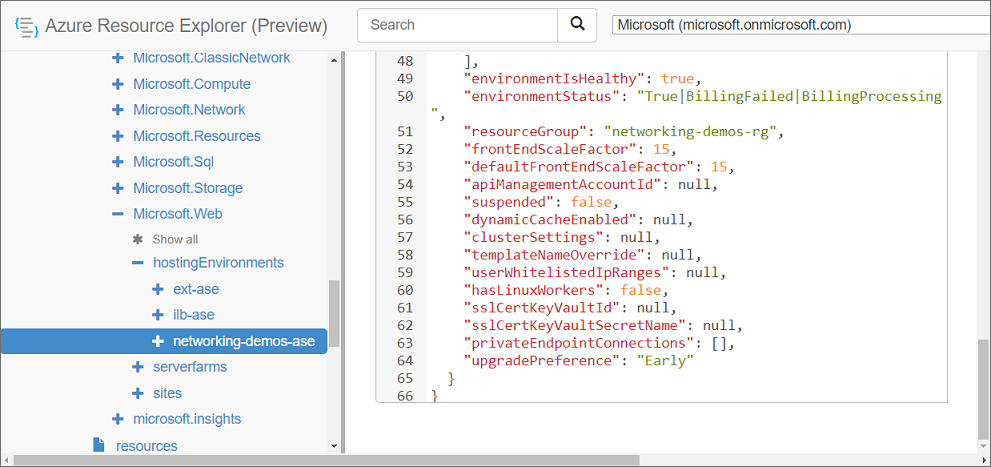 Azure Resource Explorer (Preview)
Search
Microsoft (microsoft.onmicrosoft.com)
Microsoft.ClassicNetwork
Microsoft.Compute
Microsoft.Network
Microsoft.Resources
Microsoft.Sql
Microsoft.Storage
Microsoft.Web
Show all
hostingEnvironments
ext-ase
ilb-ase
networking-demos-ase
serverfarms
sites
microsoft.insights
resources
48 ],
49 "environmentIsHealthy": true,
50 "environmentStatus": "True|BillingFailed|BillingProcessing
",
51 "resourceGroup": "networking-demos-rg",
52 "frontEndScaleFactor": 15,
53 "defaultFrontEndScaleFactor": 15,
54 "apiManagementAccountId": null,
55 "suspended": false,
56 "dynamicCacheEnabled": null,
57 "clusterSettings": null,
58 "templateNameOverride": null,
59 "userWhitelistedIpRanges": null,
60 "hasLinuxWorkers": false,
61 "sslCertKeyVaultId": null,
62 "sslCertKeyVaultSecretName": null,
63 "privateEndpointConnections": [],
64 "upgradePreference": "Early"
65 }
66 }